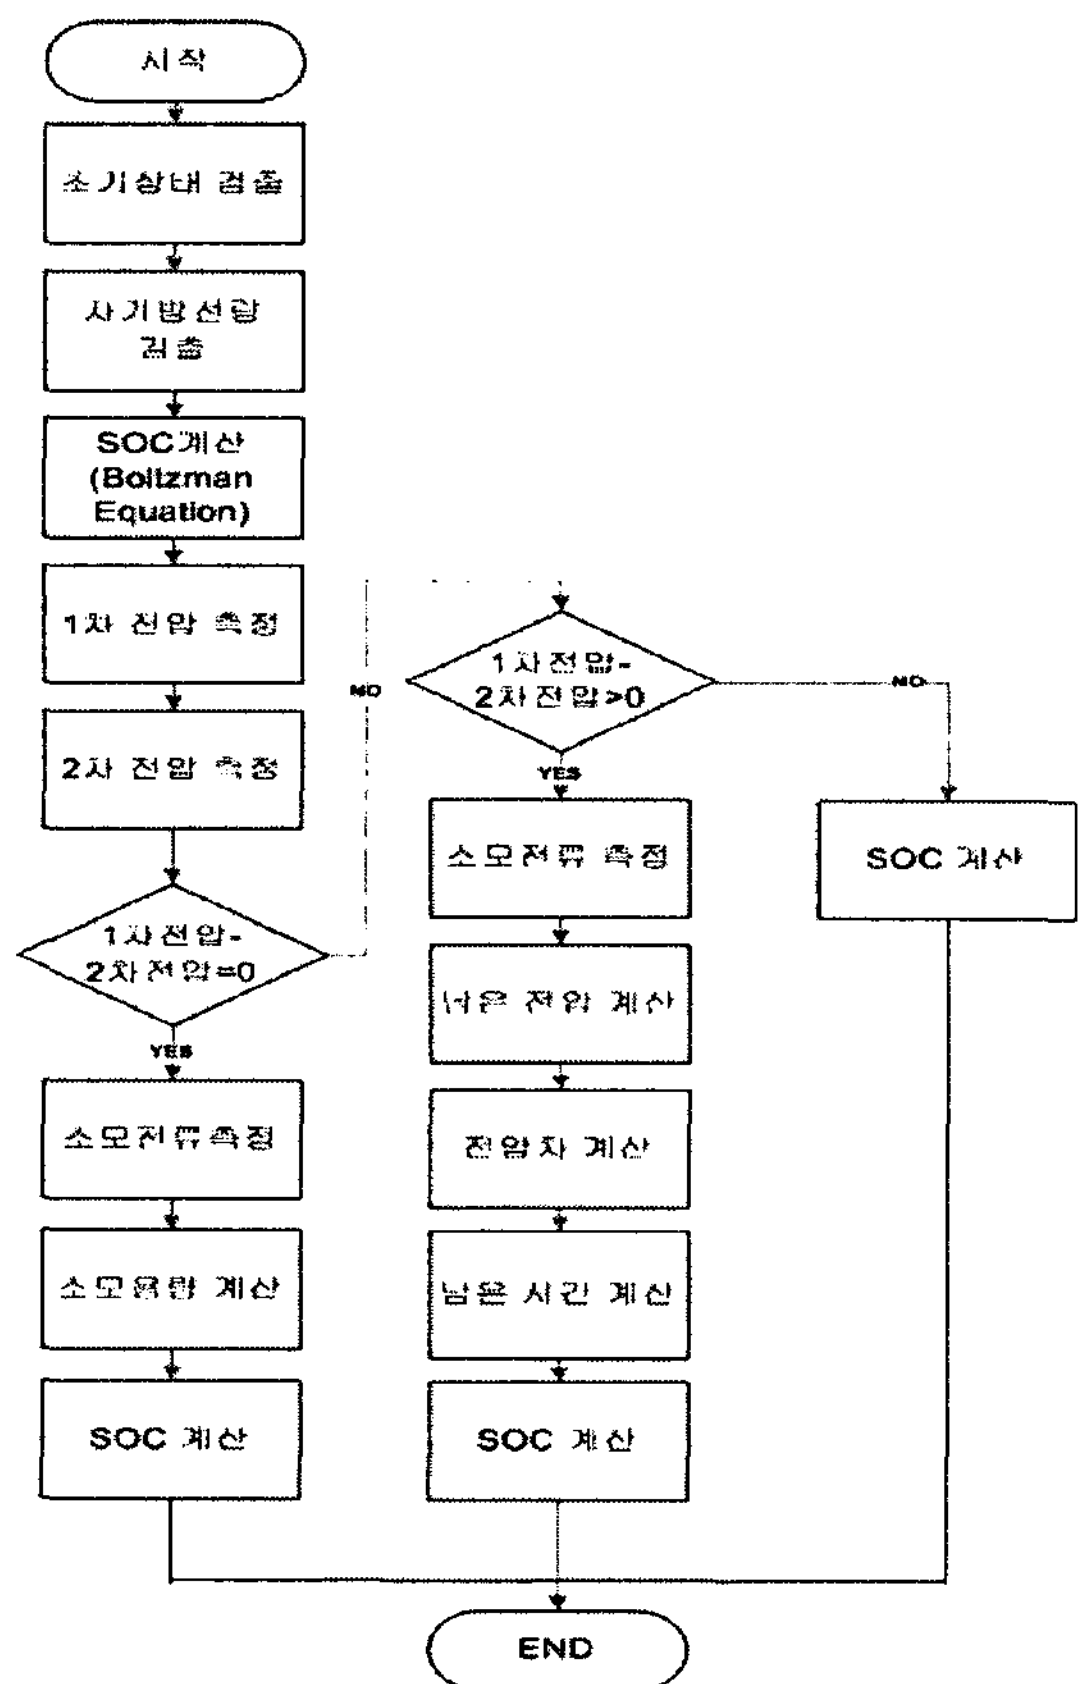 시작
초기상태 검출
자기방전량
검출
SOC계산
(Boltzman
Equation)
1차 전압 측정
2차 전압 측정
1차전압-
2차전압=0
NO
YES
소모전류측정
소모용량 계산
SOC 계산
1차전압-
2차전압>0
NO
YES
소모전류 측정
남은 전압 계산
전압차 계산
남은 시간 계산
SOC 계산
SOC 계산
END